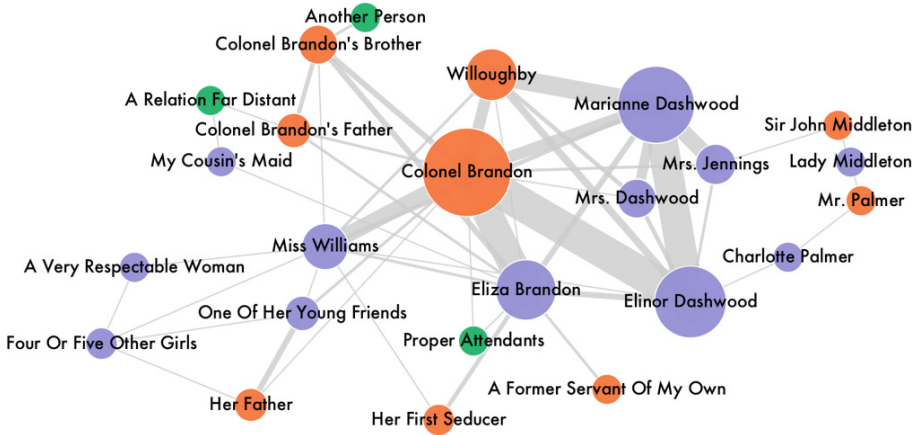 Another Person
Colonel Brandon's Brother
Willoughby
A Relation Far Distant
Marianne Dashwood
Colonel Brandon's Father
Sir John Middleton
My Cousin's Maid
Colonel Brandon
Mrs. Jennings
Lady Middleton
Mrs. Dashwood
Mr. Palmer
Miss Williams
A Very Respectable Woman
Charlotte Palmer
Eliza Brandon
Elinor Dashwood
One Of Her Young Friends
Four Or Five Other Girls
Proper Attendants
A Former Servant Of My Own
Her Father
Her First Seducer